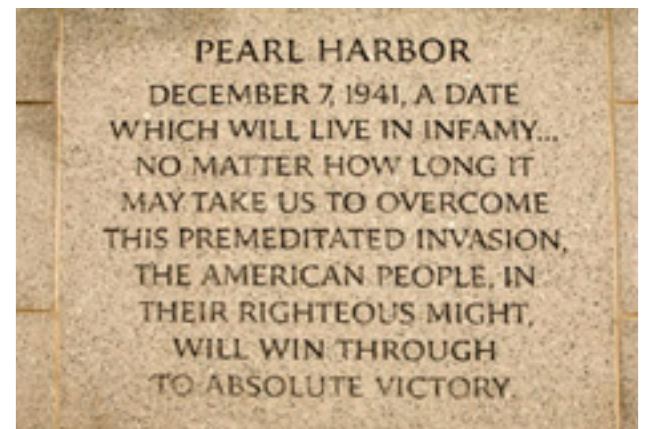 PEARL HARBOR
DECEMBER 7, 1941, A DATE
WHICH WILL LIVE IN INFAMY...
NO MATTER HOW LONG IT
MAY TAKE US TO OVERCOME
THIS PREMEDITATED INVASION,
THE AMERICAN PEOPLE, IN
THEIR RIGHTEOUS MIGHT,
WILL WIN THROUGH
TO ABSOLUTE VICTORY.